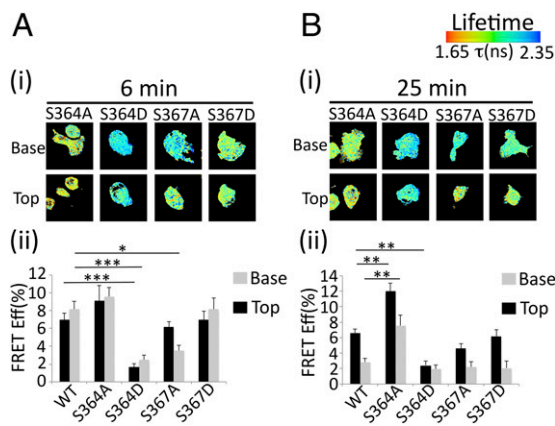 A
B
Lifetime
1.65 τ(ns) 2.35
(i)
6 min
S364A S364D S367A S367D
Base
Top
(i)
25 min
S364A S364D S367A S367D
Base
Top
(ii)
*
***
***
Base
Top
FRET Eff(%)
12
10
8
6
4
2
0
WT
S364A
S364D
S367A
S367D
(ii)
**
**
**
Base
Top
FRET Eff(%)
14
12
10
8
6
4
2
0
WT
S364A
S364D
S367A
S367D